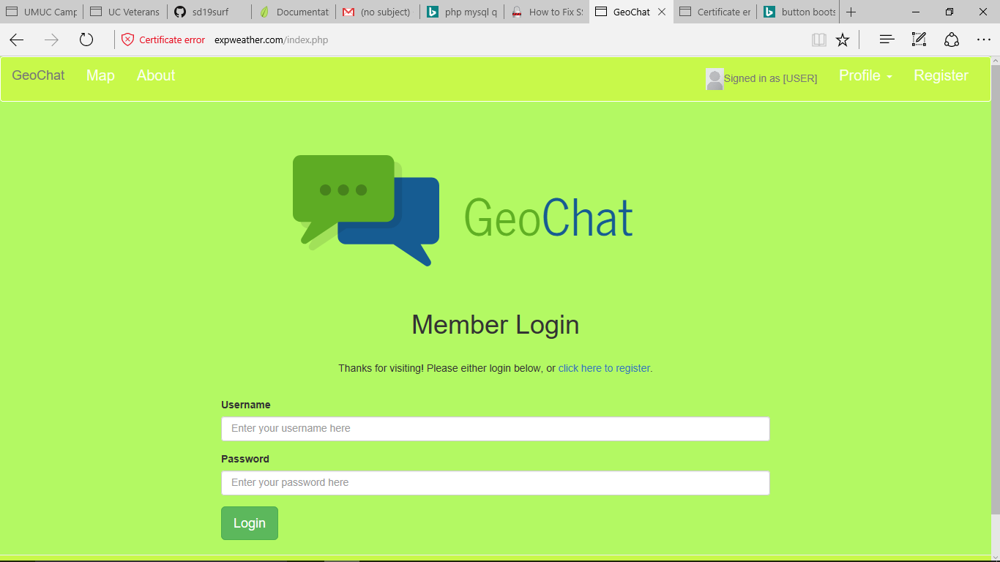 UMUC Camp UC Veterans sd19surf Documentat (no subject) php mysql q How to Fix SS GeoChat Certificate er button boots
Certificate error expweather.com/index.php
GeoChat Map About Signed in as [USER] Profile Register
GeoChat
Member Login
Thanks for visiting! Please either login below, or click here to register.
Username
Enter your username here
Password
Enter your password here
Login